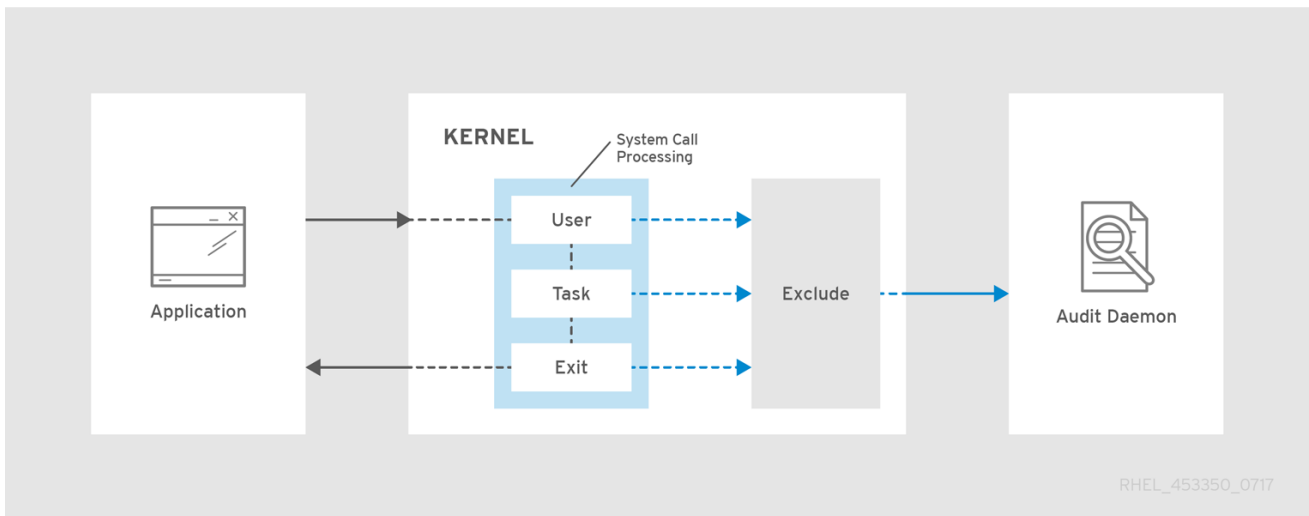 KERNEL
System Call
Processing
User
Application
Task
Exclude
Audit Daemon
Exit
RHEL_453350_0717